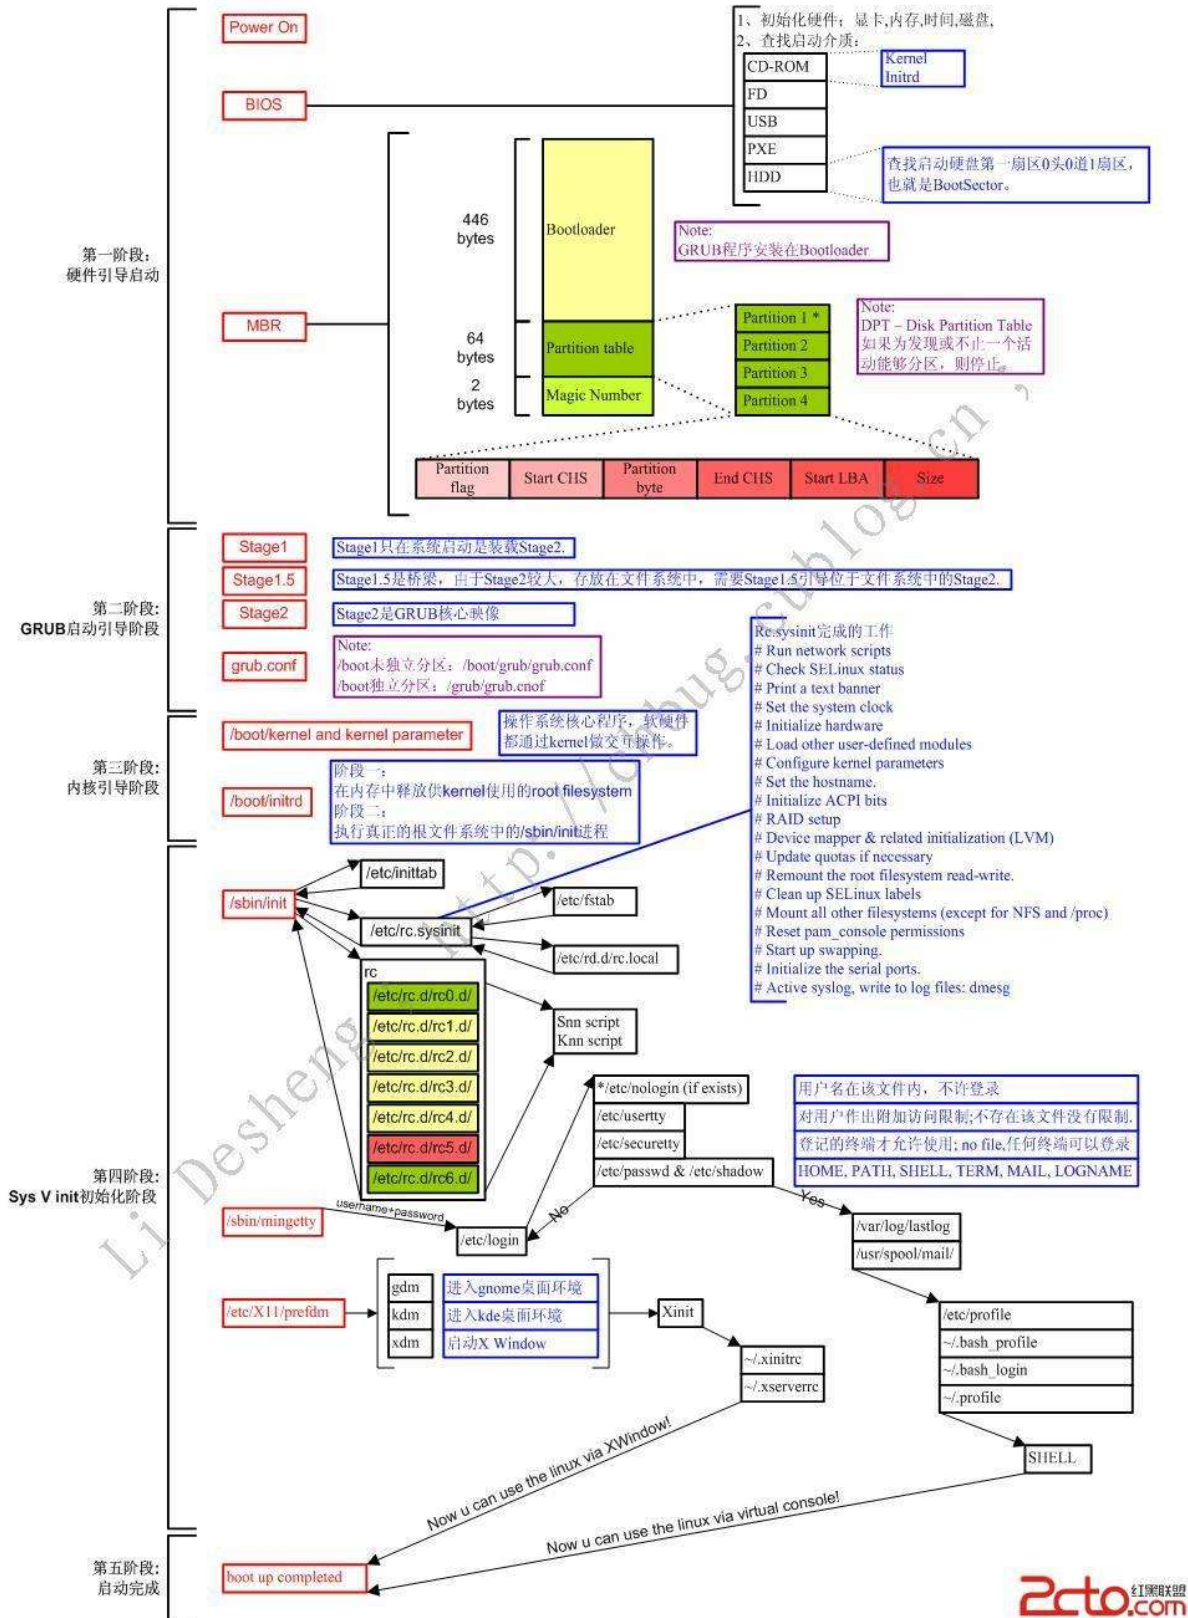 Power On
1、初始化硬件；显卡,内存,时间,磁盘,
2、查找启动介质:
CD-ROM
Kernel
Initrd
FD
BIOS
USB
PXE
HDD
查找启动硬盘第一扇区0头0道1扇区，
也就是BootSector。
446
bytes
Bootloader
Note:
GRUB程序安装在Bootloader
第一阶段：
硬件引导启动
MBR
64
bytes
Partition table
2
bytes
Magic Number
Partition 1 *
Partition 2
Partition 3
Partition 4
Note:
DPT – Disk Partition Table
如果为发现或不止一个活
动能够分区，则停止。
Partition
flag
Start CHS
Partition
byte
End CHS
Start LBA
Size
第二阶段:
GRUB启动引导阶段
Stage1
Stage1只在系统启动是装载Stage2.
Stage1.5
Stage1.5是桥梁，由于Stage2较大，存放在文件系统中，需要Stage1.5引导位于文件系统中的Stage2.
Stage2
Stage2是GRUB核心映像
grub.conf
Note:
/boot未独立分区：/boot/grub/grub.conf
/boot独立分区：/grub/grub.cnof
第三阶段:
内核引导阶段
/boot/kernel and kernel parameter
操作系统核心程序，软硬件
都通过kernel做交互操作。
/boot/initrd
阶段一：
在内存中释放供kernel使用的root filesystem
阶段二：
执行真正的根文件系统中的/sbin/init进程
Rc.sysinit完成的工作
# Run network scripts
# Check SELinux status
# Print a text banner
# Set the system clock
# Initialize hardware
# Load other user-defined modules
# Configure kernel parameters
# Set the hostname.
# Initialize ACPI bits
# RAID setup
# Device mapper & related initialization (LVM)
# Update quotas if necessary
# Remount the root filesystem read-write.
# Clean up SELinux labels
# Mount all other filesystems (except for NFS and /proc)
# Reset pam_console permissions
# Start up swapping.
# Initialize the serial ports.
# Active syslog, write to log files: dmesg
第四阶段:
Sys V init初始化阶段
/sbin/init
/etc/inittab
/etc/rc.sysinit
/etc/fstab
/etc/rd.d/rc.local
rc
/etc/rc.d/rc0.d/
/etc/rc.d/rc1.d/
/etc/rc.d/rc2.d/
/etc/rc.d/rc3.d/
/etc/rc.d/rc4.d/
/etc/rc.d/rc5.d/
/etc/rc.d/rc6.d/
Snn script
Knn script
*/etc/nologin (if exists)
用户名在该文件内，不许登录
/etc/usertty
对用户作出附加访问限制;不存在该文件没有限制.
/etc/securetty
登记的终端才允许使用; no file,任何终端可以登录
/etc/passwd & /etc/shadow
HOME, PATH, SHELL, TERM, MAIL, LOGNAME
/sbin/mingetty
username+password
/etc/login
No
Yes
/var/log/lastlog
/usr/spool/mail/
/etc/X11/prefdm
gdm
进入gnome桌面环境
kdm
进入kde桌面环境
xdm
启动X Window
Xinit
~/.xinitrc
~/.xserverrc
/etc/profile
~/.bash_profile
~/.bash_login
~/.profile
SHELL
Now u can use the linux via XWindow!
Now u can use the linux via virtual console!
第五阶段:
启动完成
boot up completed
Li Desheng , http://chbug.cublog.cn ,
2cto.com
红黑联盟